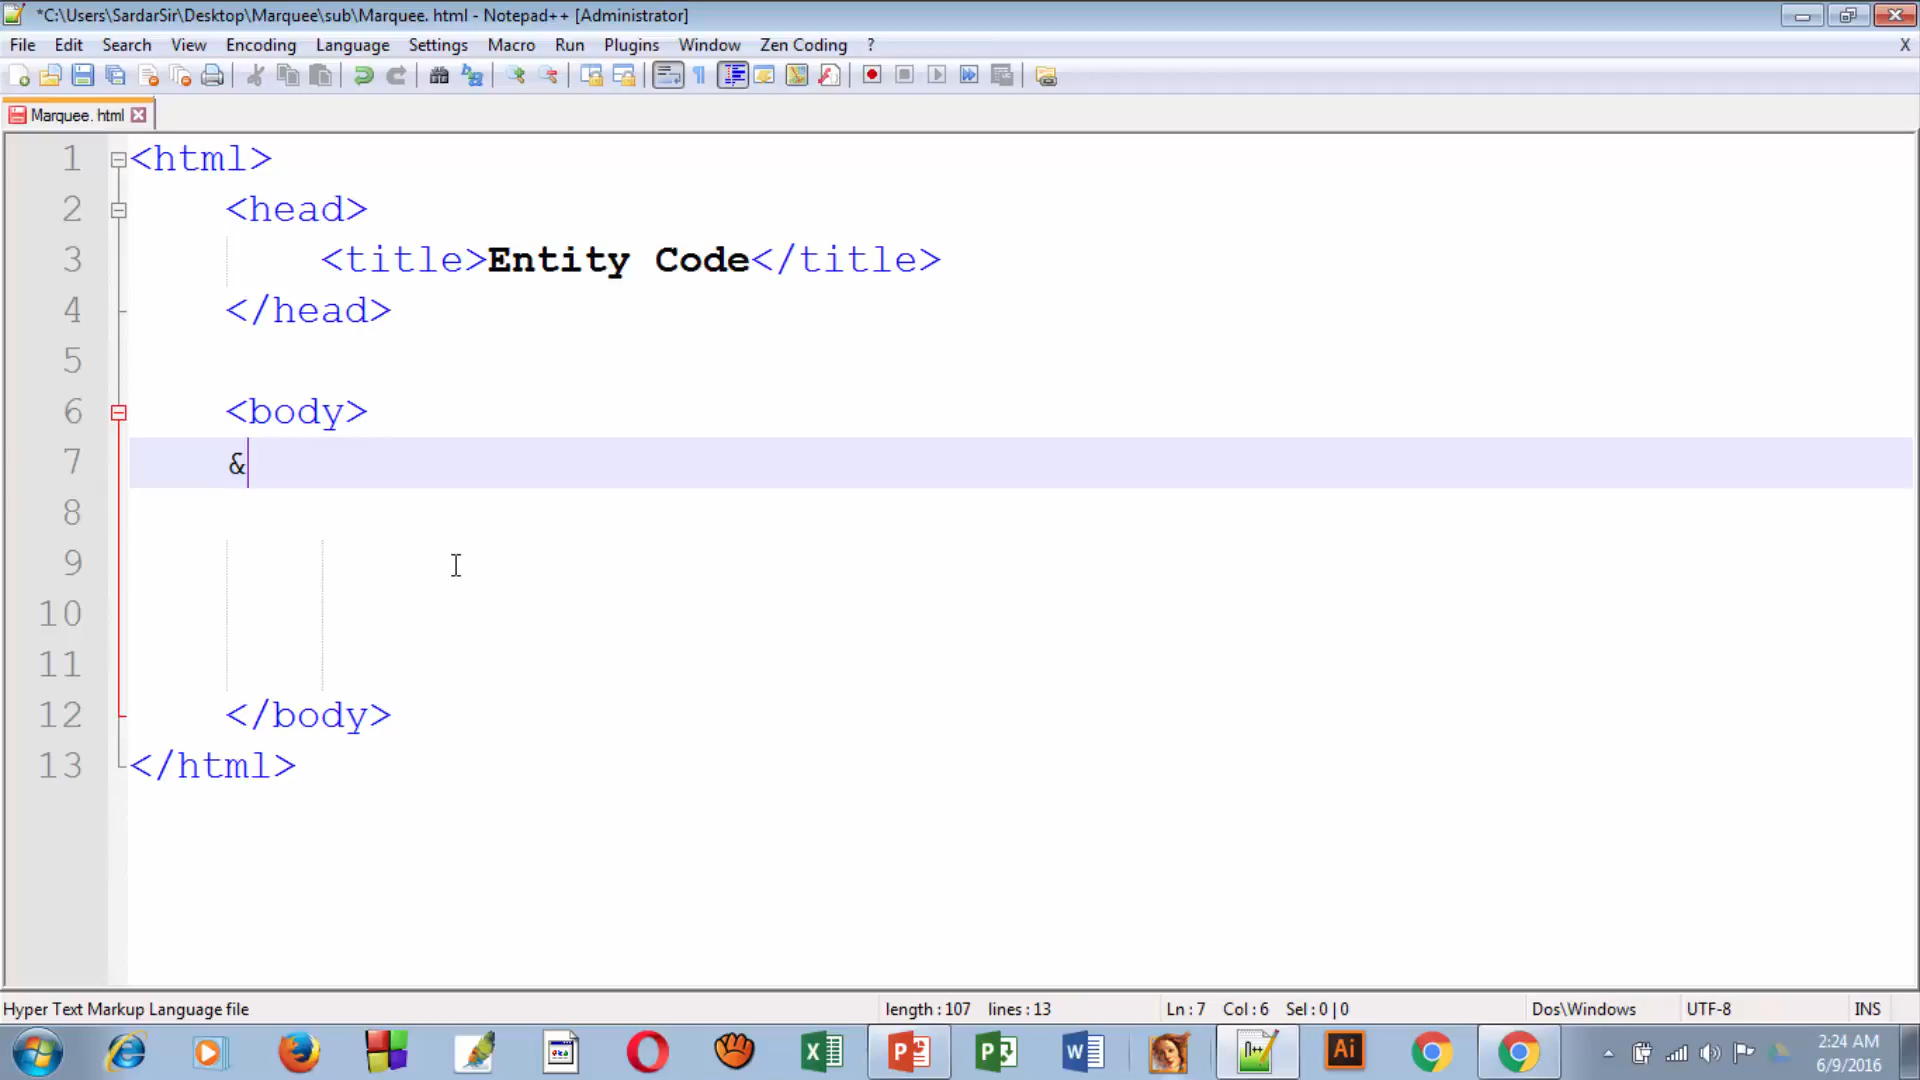 *C:\Users\SardarSir\Desktop\Marquee\sub\Marquee. html - Notepad++ [Administrator]
File Edit Search View Encoding Language Settings Macro Run Plugins Window Zen Coding ? X
Marquee. html
1 <html>
2 <head>
3 <title>Entity Code</title>
4 </head>
5
6 <body>
7 &
8
9
10
11
12 </body>
13 </html>
Hyper Text Markup Language file length : 107 lines : 13 Ln : 7 Col : 6 Sel : 0 | 0 Dos\Windows UTF-8 INS
2:24 AM
6/9/2016